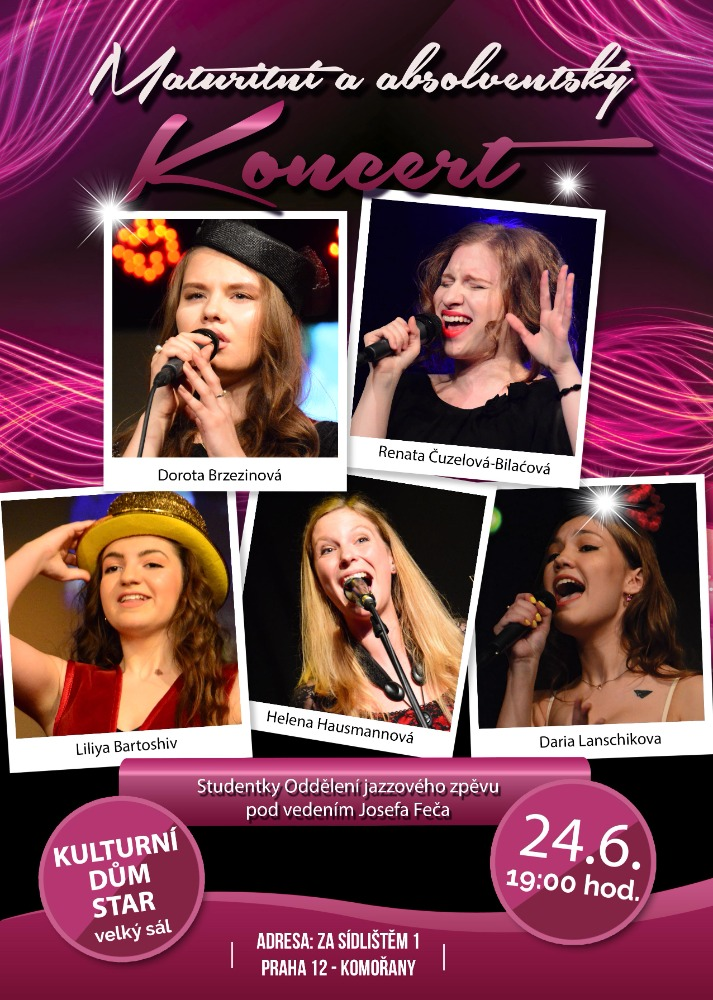 Maturitní a absolventský
Koncert
Dorota Brzezinová
Renata Čuzelová-Bilaćová
Liliya Bartoshiv
Helena Hausmannová
Daria Lanschikova
Studentky Oddělení jazzového zpěvu
pod vedením Josefa Feča
KULTURNÍ
DŮM
STAR
velký sál
24.6.
19:00 hod.
ADRESA: ZA SÍDLIŠTĚM 1
PRAHA 12 - KOMOŘANY